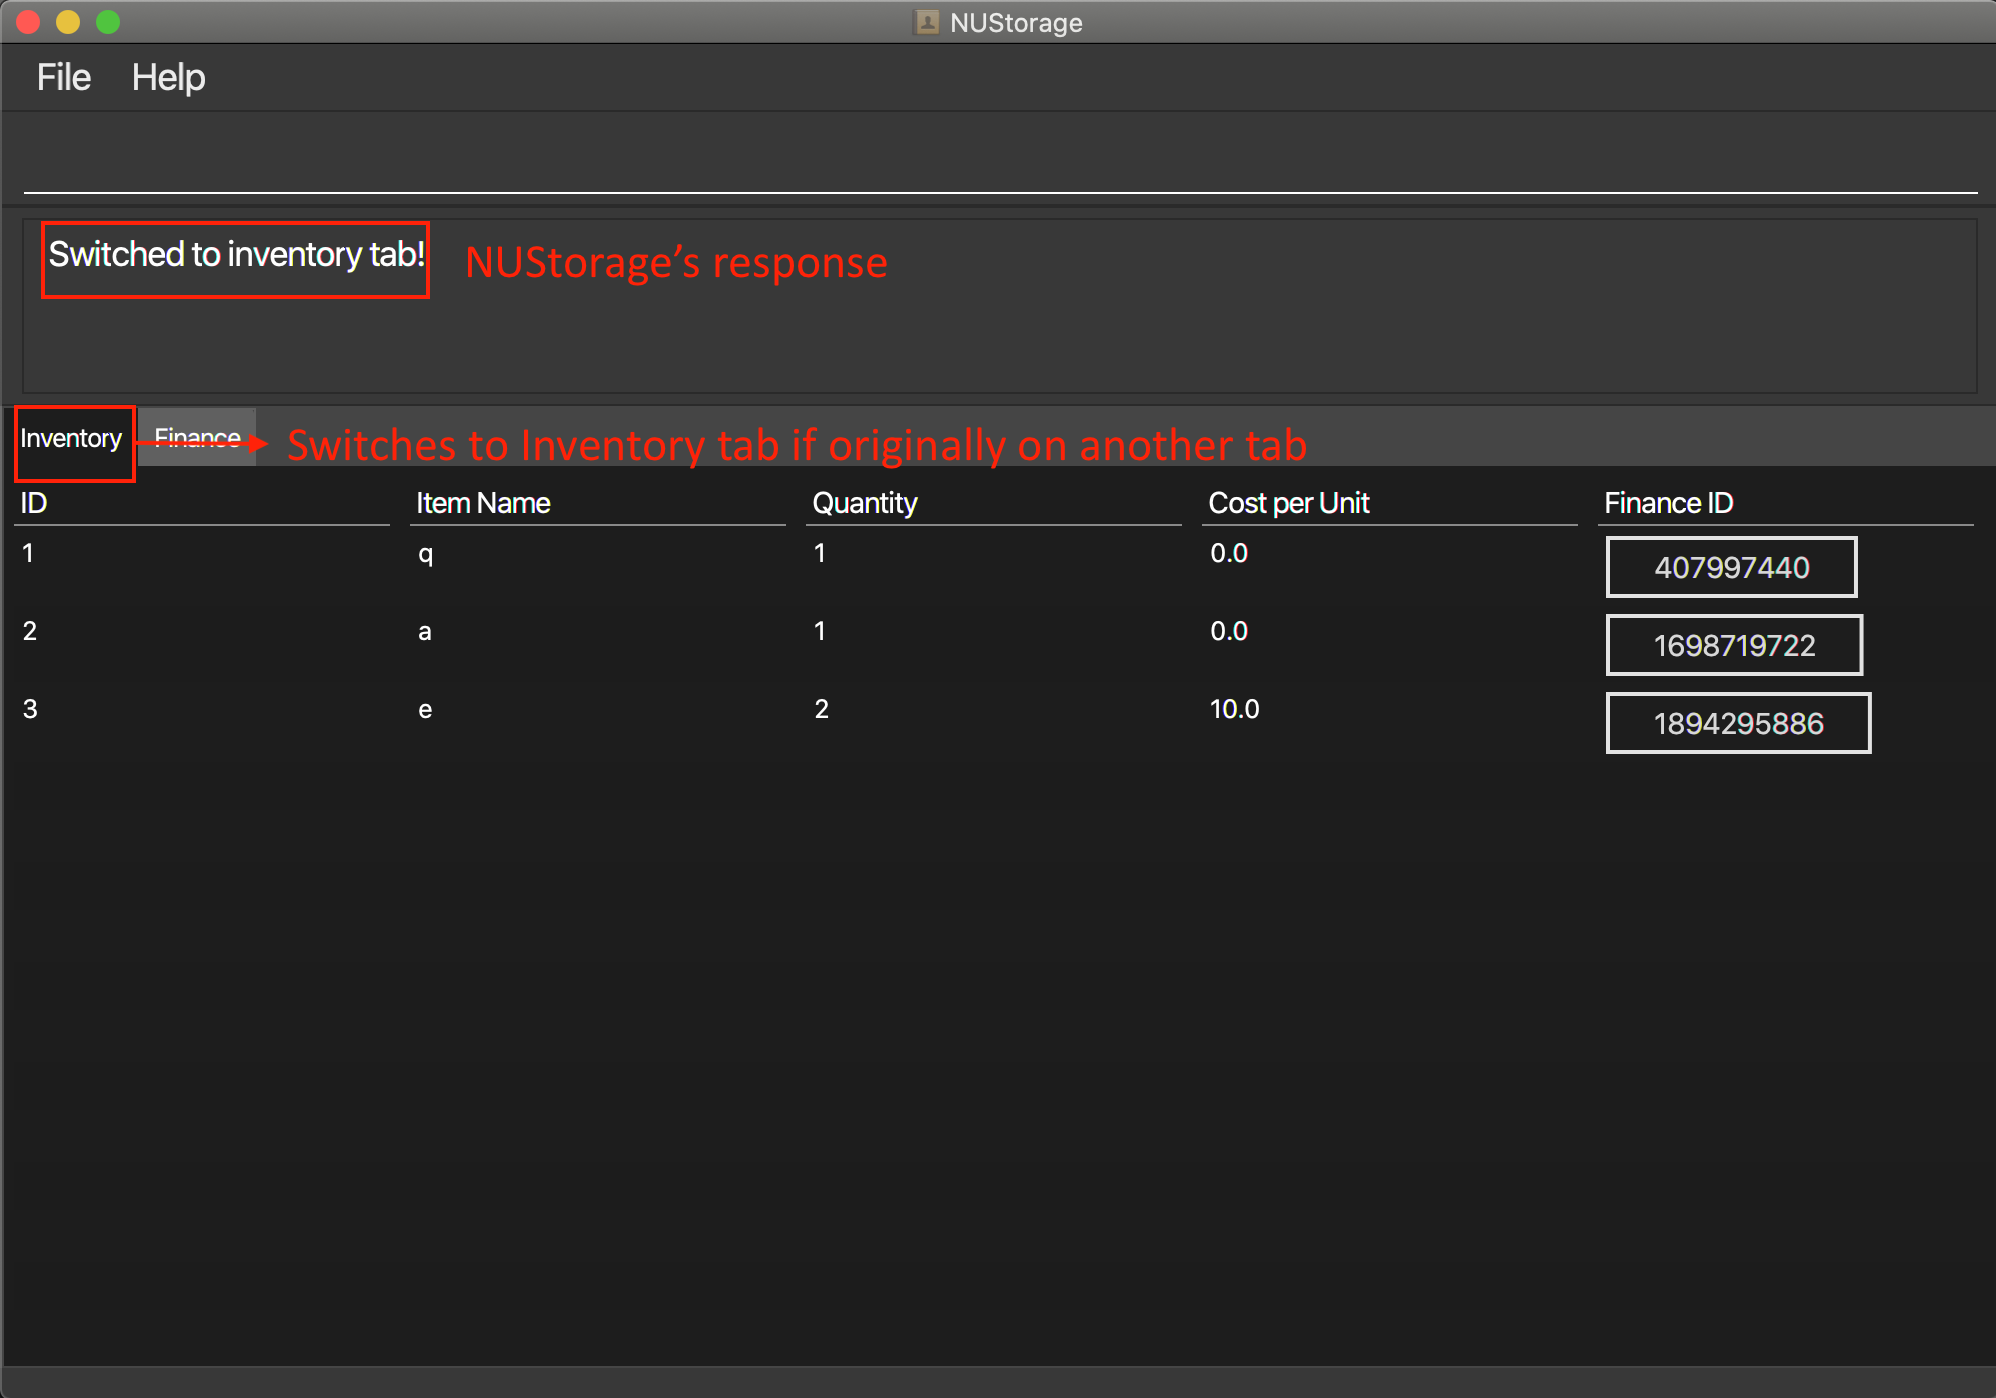 NUStorage
File Help
Switched to inventory tab! NUStorage’s response
Inventory Finance Switches to Inventory tab if originally on another tab
ID Item Name Quantity Cost per Unit Finance ID
1 q 1 0.0 407997440
2 a 1 0.0 1698719722
3 e 2 10.0 1894295886